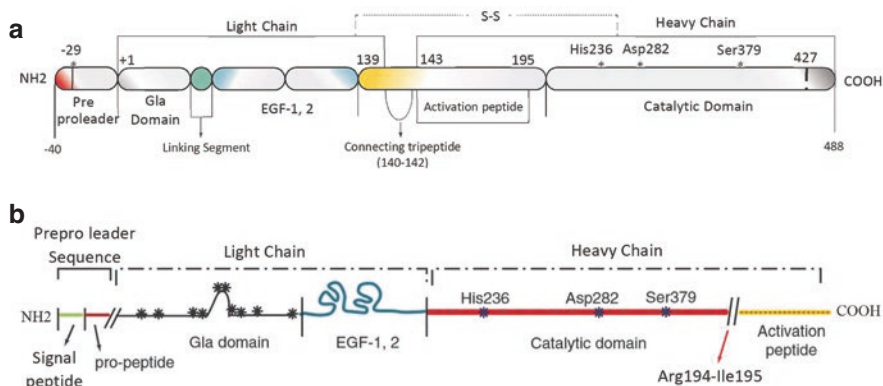 a
S-S
Light Chain
Heavy Chain
-29
+1
139
143
195
His236
Asp282
Ser379
427
NH2
COOH
Pre
proleader
Gla
Domain
EGF-1, 2
Activation peptide
Catalytic Domain
Linking Segment
Connecting tripeptide
(140-142)
-40
488
b
Prepro leader
Sequence
Light Chain
Heavy Chain
His236
Asp282
Ser379
NH2
COOH
Signal
peptide
pro-peptide
Gla domain
EGF-1, 2
Catalytic domain
Activation
peptide
Arg194-Ile195